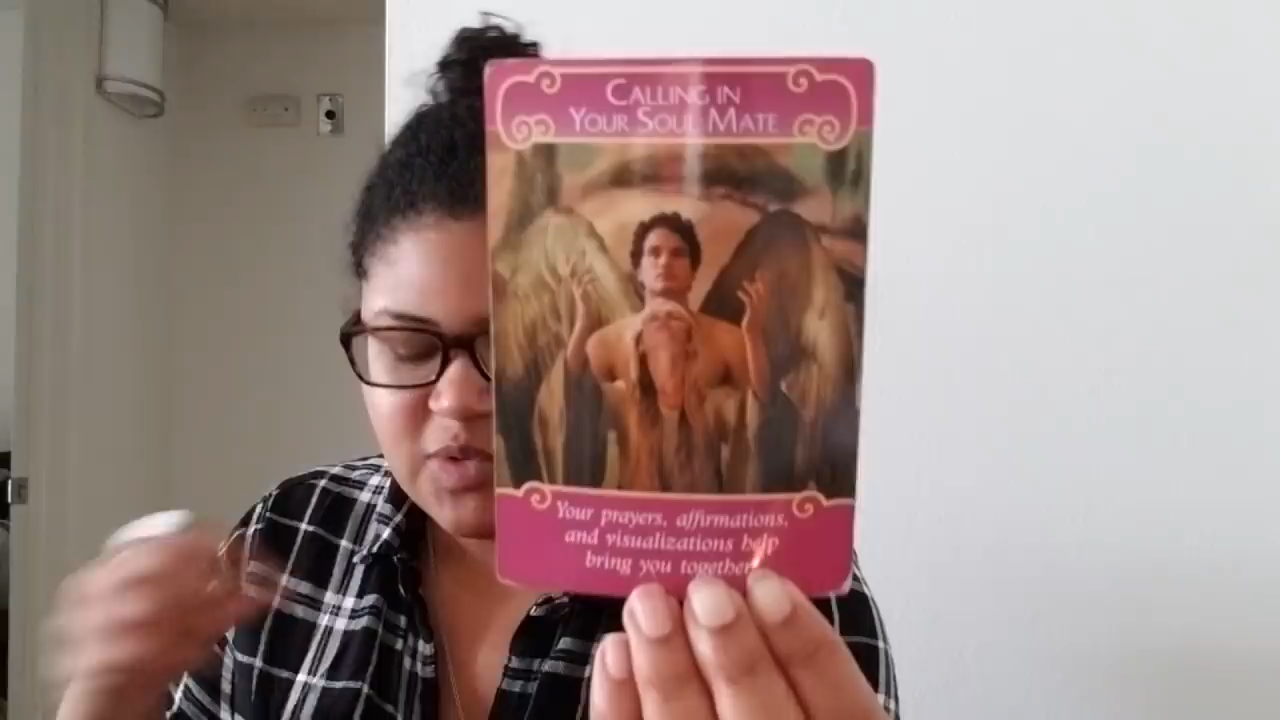 CALLING IN
YOUR SOUL MATE
Your prayers, affirmations,
and visualizations help
bring you together.